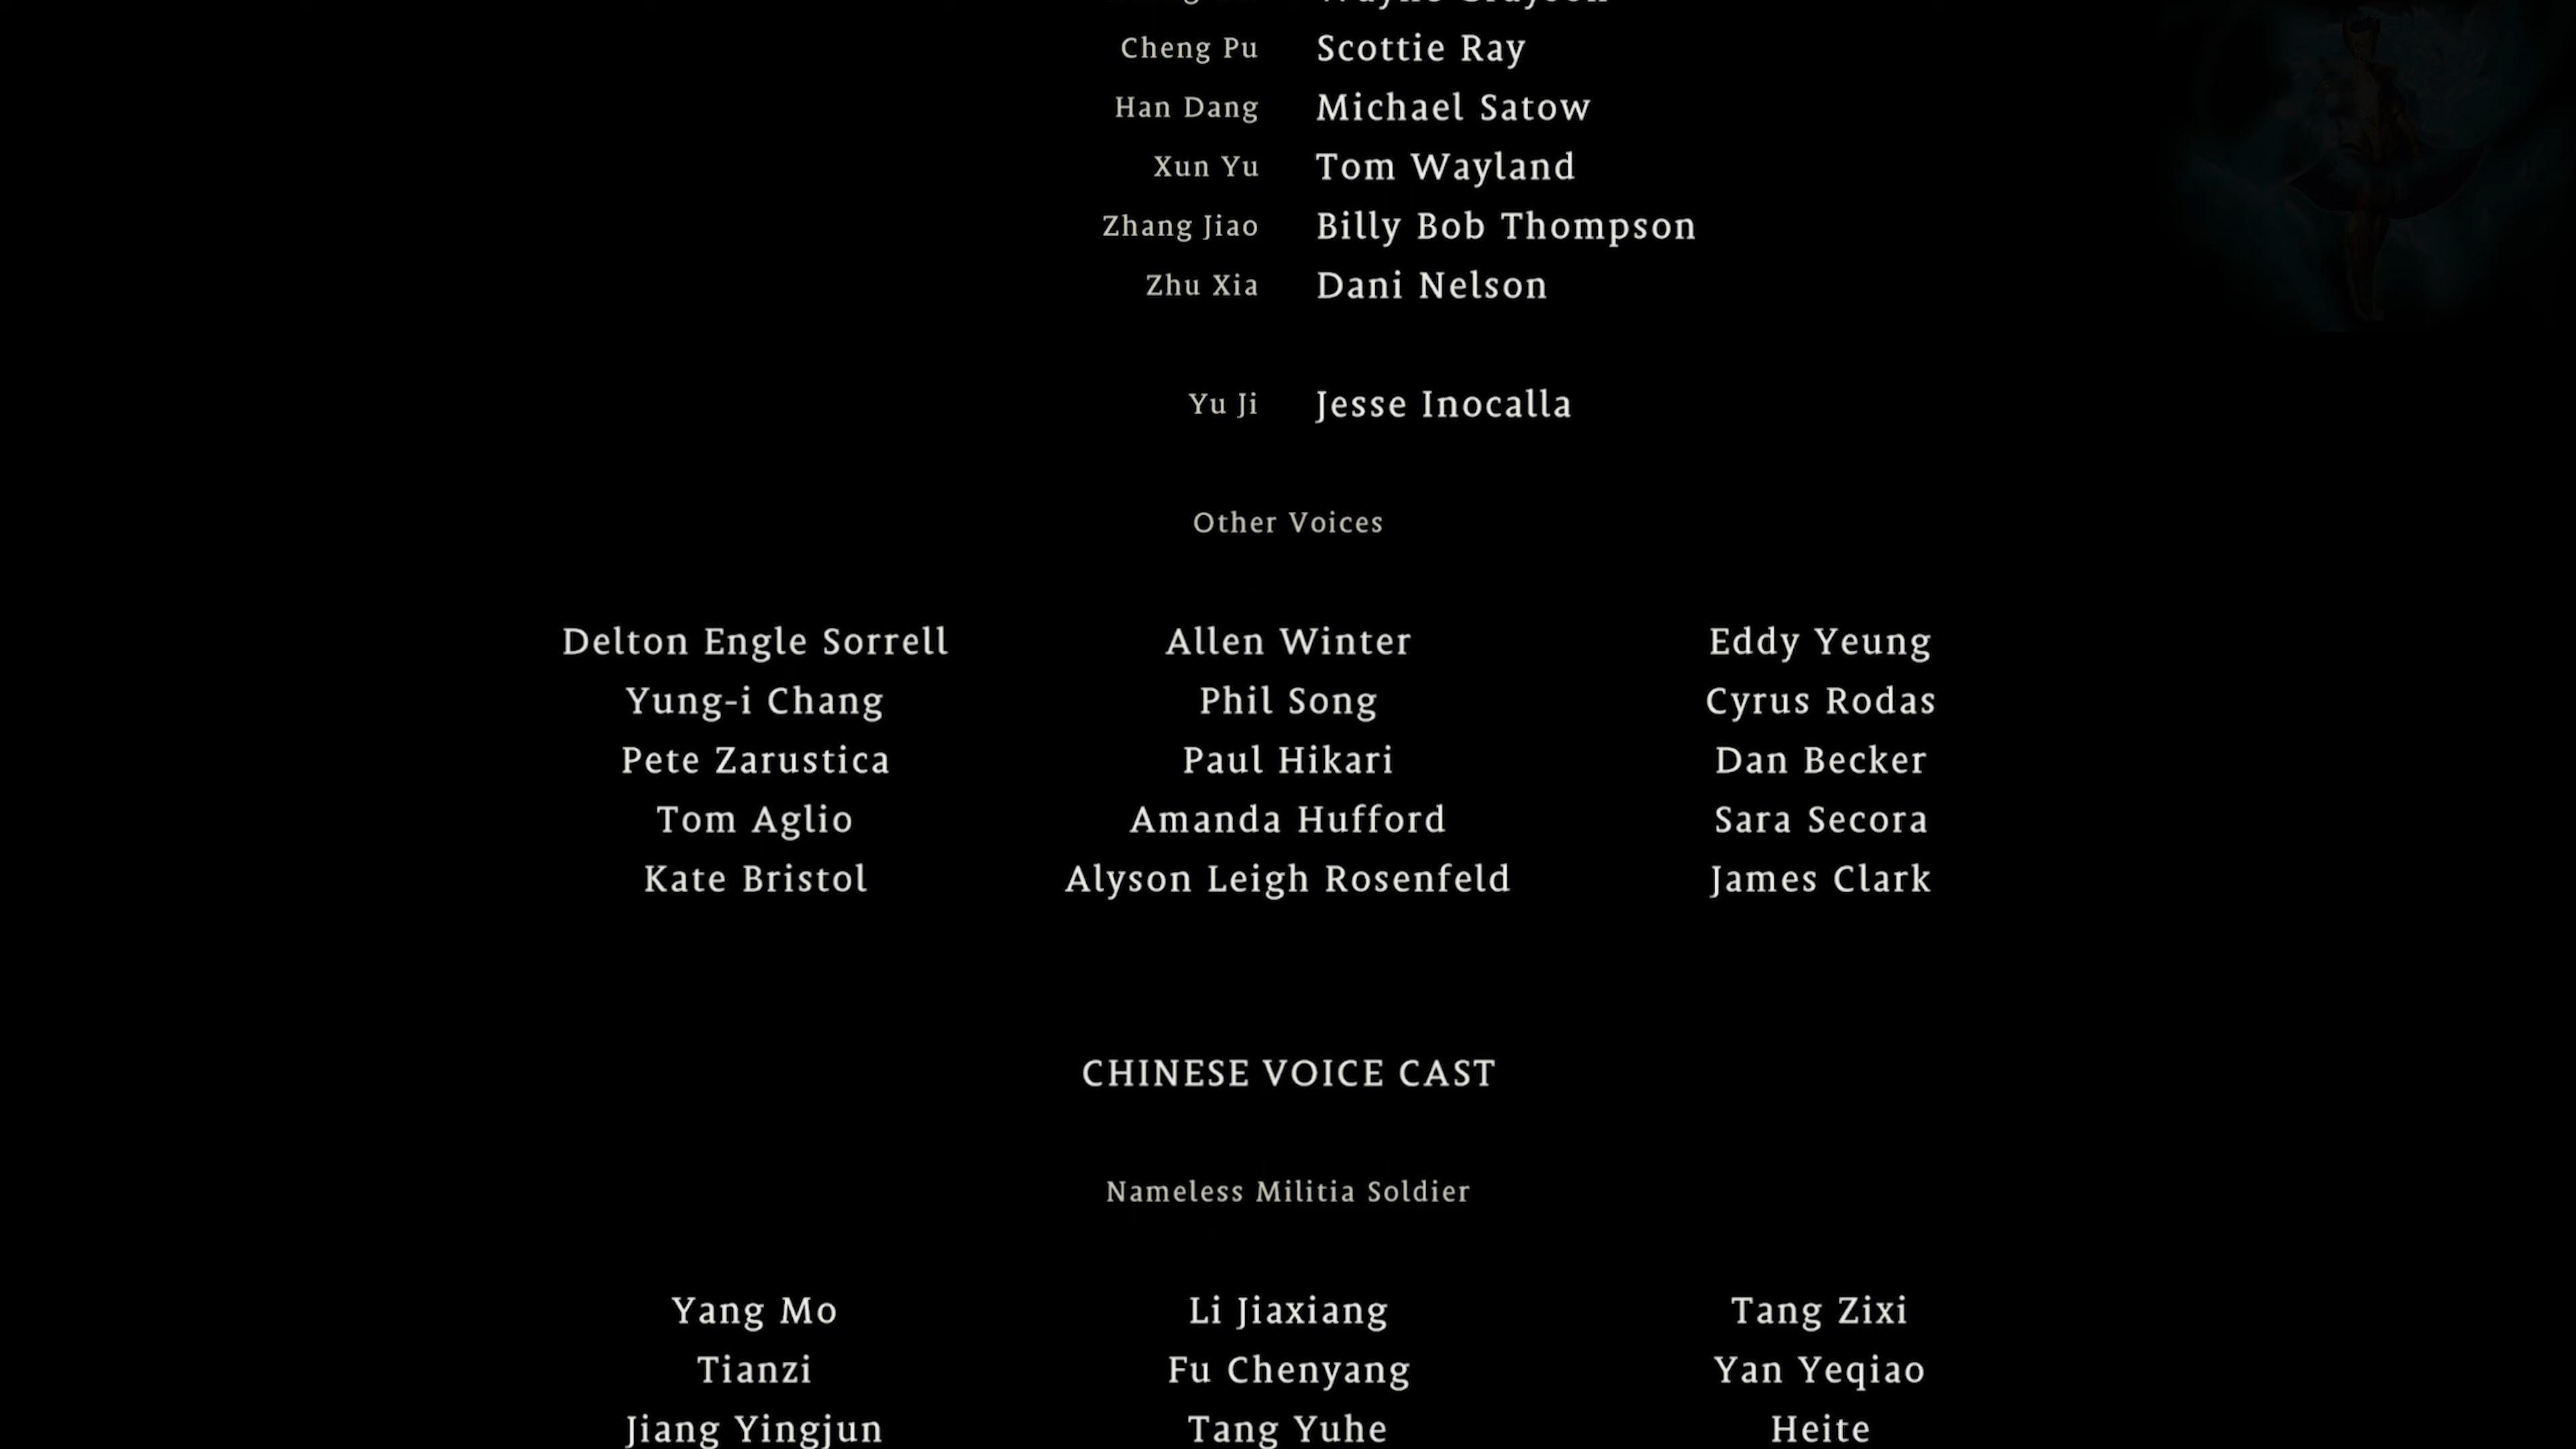 Cheng Pu Scottie Ray
Han Dang Michael Satow
Xun Yu Tom Wayland
Zhang Jiao Billy Bob Thompson
Zhu Xia Dani Nelson
Yu Ji Jesse Inocalla
Other Voices
Delton Engle Sorrell Allen Winter Eddy Yeung
Yung-i Chang Phil Song Cyrus Rodas
Pete Zarustica Paul Hikari Dan Becker
Tom Aglio Amanda Hufford Sara Secora
Kate Bristol Alyson Leigh Rosenfeld James Clark
CHINESE VOICE CAST
Nameless Militia Soldier
Yang Mo Li Jiaxiang Tang Zixi
Tianzi Fu Chenyang Yan Yeqiao
Jiang Yingjun Tang Yuhe Heite